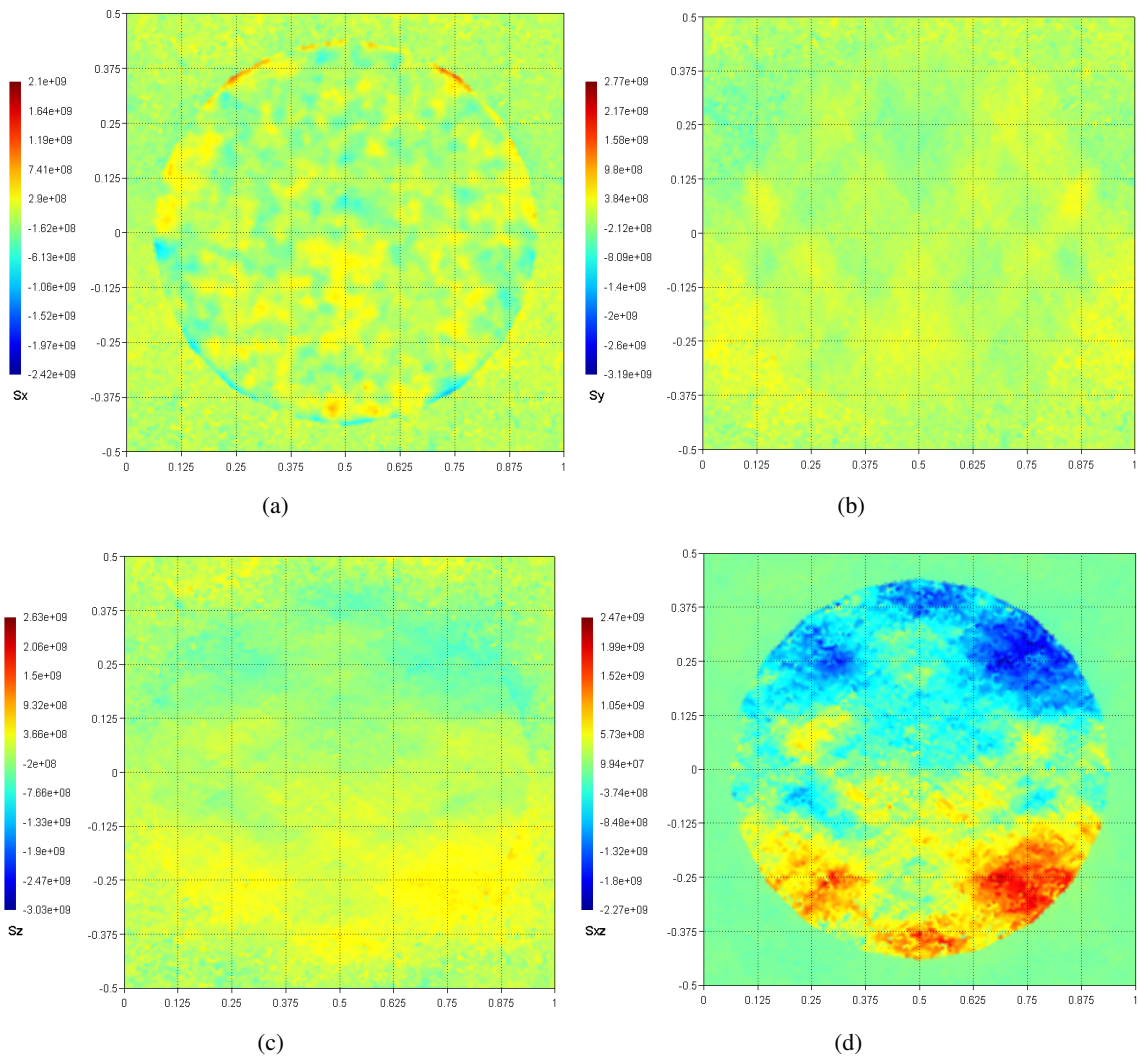 0.5
0.375
0.25
0.125
0
-0.125
-0.25
-0.375
-0.5
0 0.125 0.25 0.375 0.5 0.625 0.75 0.875 1
2.1e+09
1.64e+09
1.19e+09
7.41e+08
2.9e+08
-1.62e+08
-6.13e+08
-1.06e+09
-1.52e+09
-1.97e+09
-2.42e+09
Sx
(a)
0.5
0.375
0.25
0.125
0
-0.125
-0.25
-0.375
-0.5
0 0.125 0.25 0.375 0.5 0.625 0.75 0.875 1
2.77e+09
2.17e+09
1.58e+09
9.8e+08
3.84e+08
-2.12e+08
-8.09e+08
-1.4e+09
-2e+09
-2.6e+09
-3.19e+09
Sy
(b)
0.5
0.375
0.25
0.125
0
-0.125
-0.25
-0.375
-0.5
0 0.125 0.25 0.375 0.5 0.625 0.75 0.875 1
2.63e+09
2.06e+09
1.5e+09
9.32e+08
3.66e+08
-2e+08
-7.66e+08
-1.33e+09
-1.9e+09
-2.47e+09
-3.03e+09
Sz
(c)
0.5
0.375
0.25
0.125
0
-0.125
-0.25
-0.375
-0.5
0 0.125 0.25 0.375 0.5 0.625 0.75 0.875 1
2.47e+09
1.99e+09
1.52e+09
1.05e+09
5.73e+08
9.94e+07
-3.74e+08
-8.48e+08
-1.32e+09
-1.8e+09
-2.27e+09
Sxz
(d)